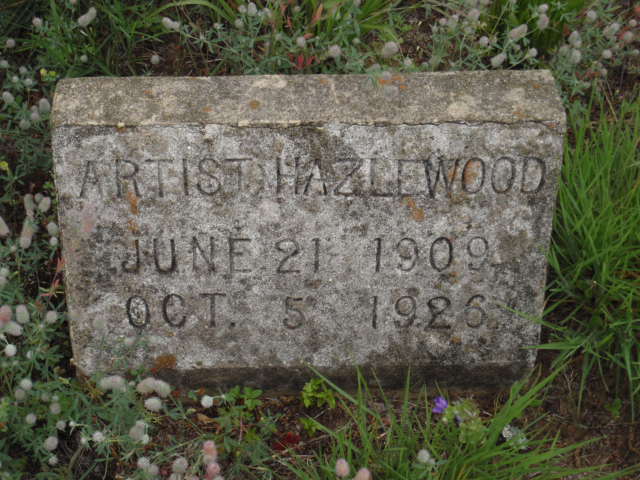 ARTIST HAZLEWOOD
JUNE 21 1909
OCT. 5 1926